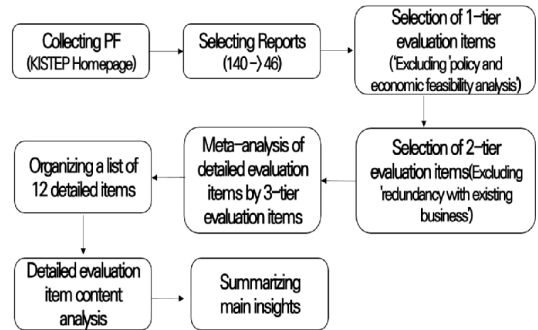 Collecting PF
(KISTEP Homepage)
Selecting Reports
(140 -> 46)
Selection of 1-tier
evaluation items
('Excluding 'policy and
economic feasibility analysis')
Selection of 2-tier
evaluation items(Excluding
'redundancy with existing
business')
Meta-analysis of
detailed evaluation
items by 3-tier
evaluation items
Organizing a list of
12 detailed items
Detailed evaluation
item content
analysis
Summarizing
main insights